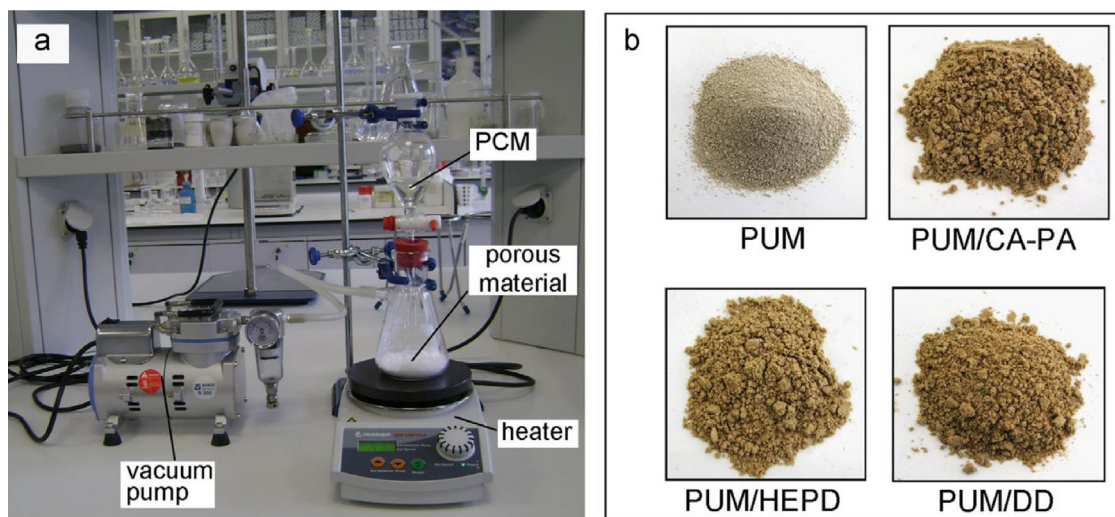 a
PCM
porous
material
heater
vacuum
pump
b
PUM
PUM/CA-PA
PUM/HEPD
PUM/DD